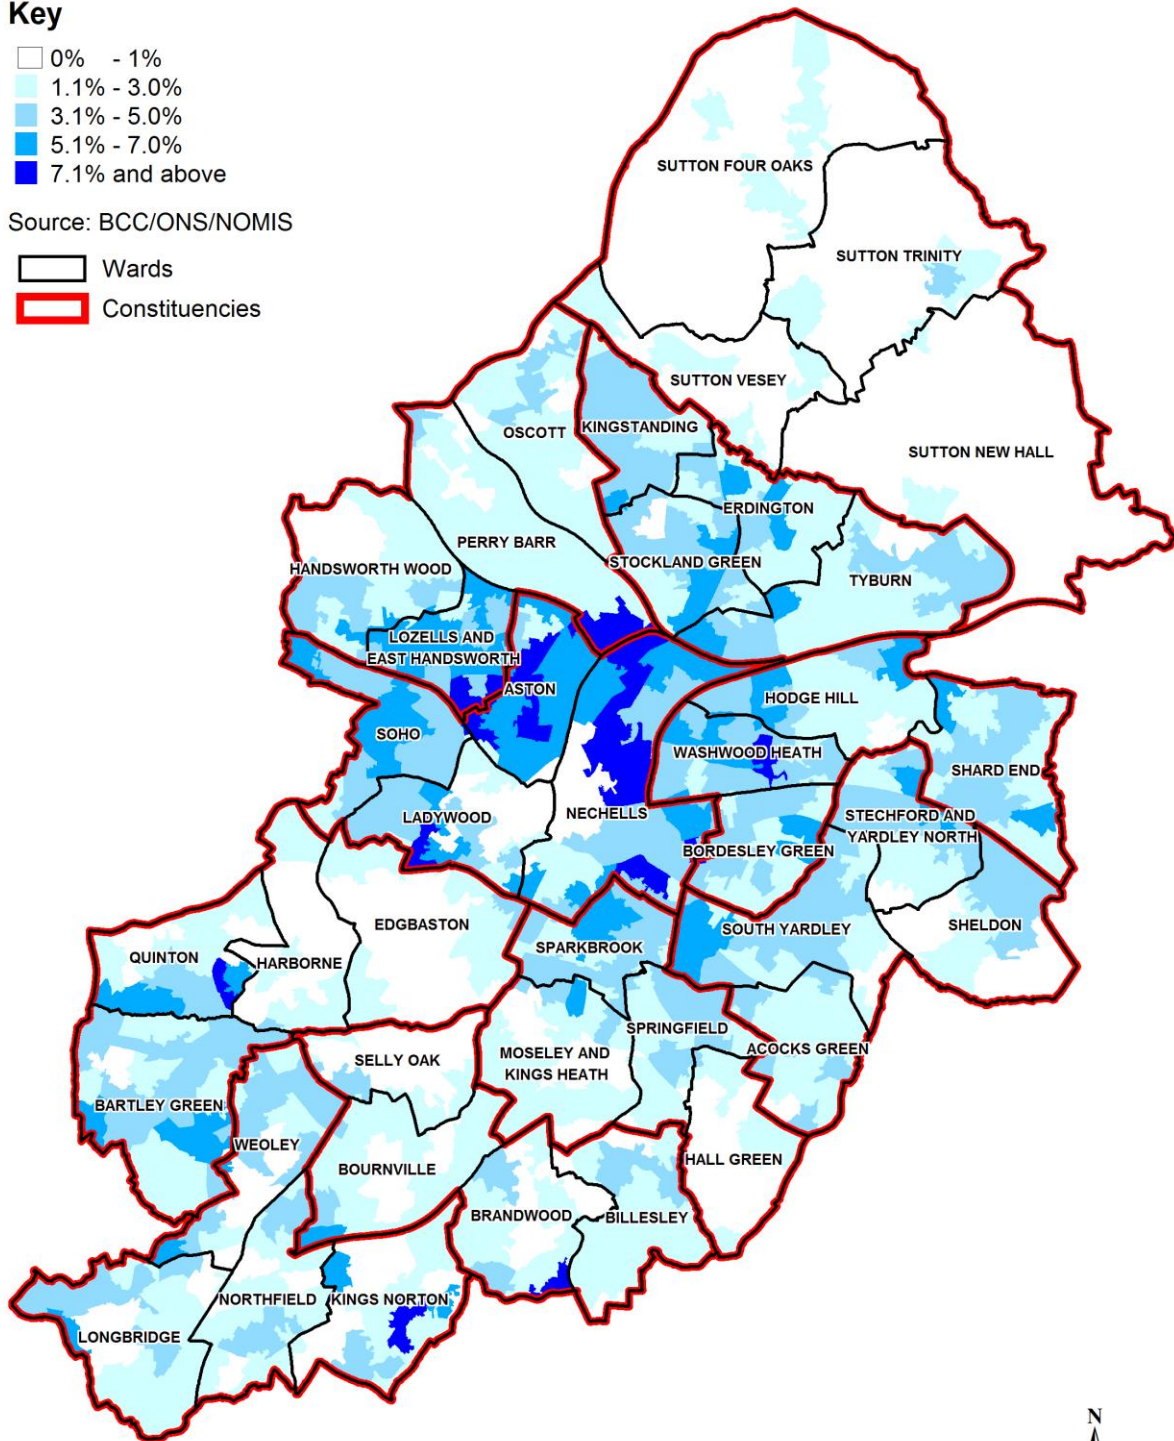 Key
0% - 1%
1.1% - 3.0%
3.1% - 5.0%
5.1% - 7.0%
7.1% and above
Source: BCC/ONS/NOMIS
Wards
Constituencies
SUTTON FOUR OAKS
SUTTON TRINITY
SUTTON VESEY
OSCOTT
KINGSTANDING
SUTTON NEW HALL
ERDINGTON
PERRY BARR
STOCKLAND GREEN
HANDSWORTH WOOD
TYBURN
LOZELLS AND
EAST HANDSWORTH
ASTON
HODGE HILL
SOHO
WASHWOOD HEATH
SHARD END
LADYWOOD
NECHELLS
STECHFORD AND
YARDLEY NORTH
BORDESLEY GREEN
EDGBASTON
SOUTH YARDLEY
SHELDON
SPARKBROOK
QUINTON
HARBORNE
SPRINGFIELD
ACOCKS GREEN
SELLY OAK
MOSELEY AND
KINGS HEATH
BARTLEY GREEN
WEOLEY
BOURNVILLE
HALL GREEN
BRANDWOOD
BILLESLEY
NORTHFIELD
KINGS NORTON
LONGBRIDGE
N